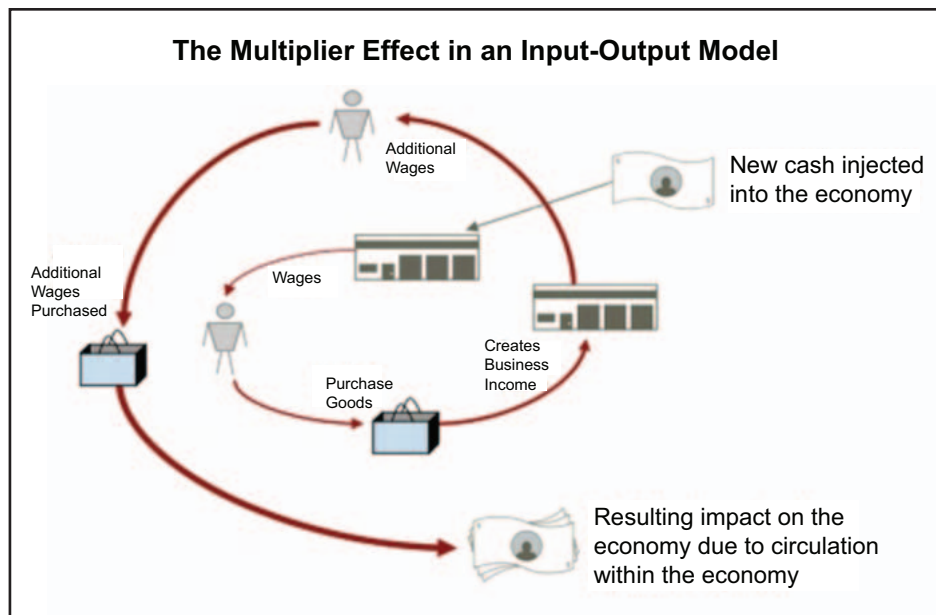 The Multiplier Effect in an Input-Output Model
Additional
Wages
New cash injected
into the economy
Wages
Additional
Wages
Purchased
Creates
Business
Income
Purchase
Goods
Resulting impact on the
economy due to circulation
within the economy